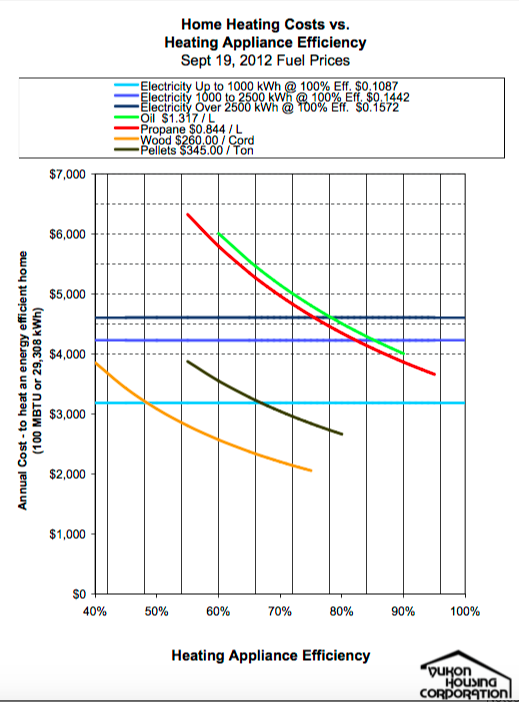 Home Heating Costs vs.
Heating Appliance Efficiency
Sept 19, 2012 Fuel Prices
Electricity Up to 1000 kWh @ 100% Eff. $0.1087
Electricity 1000 to 2500 kWh @ 100% Eff. $0.1442
Electricity Over 2500 kWh @ 100% Eff. $0.1572
Oil $1.317 / L
Propane $0.844 / L
Wood $260.00 / Cord
Pellets $345.00 / Ton
Annual Cost - to heat an energy efficient home
(100 MBTU or 29,308 kWh)
$7,000
$6,000
$5,000
$4,000
$3,000
$2,000
$1,000
$0
40% 50% 60% 70% 80% 90% 100%
Heating Appliance Efficiency
YUKON
HOUSING
CORPORATION